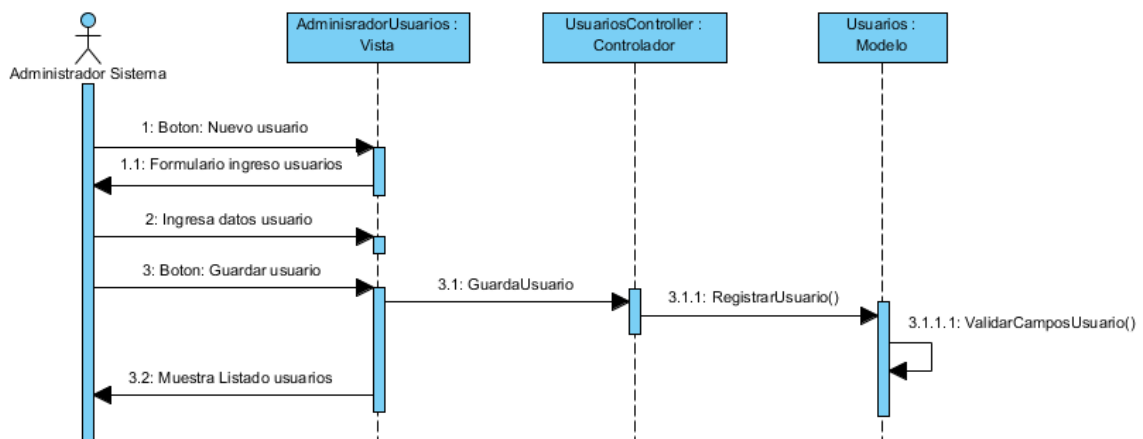 AdminisradorUsuarios :
Vista
UsuariosController :
Controlador
Usuarios :
Modelo
Administrador Sistema
1: Boton: Nuevo usuario
1.1: Formulario ingreso usuarios
2: Ingresa datos usuario
3: Boton: Guardar usuario
3.1: GuardaUsuario
3.1.1: RegistrarUsuario()
3.1.1.1: ValidarCamposUsuario()
3.2: Muestra Listado usuarios